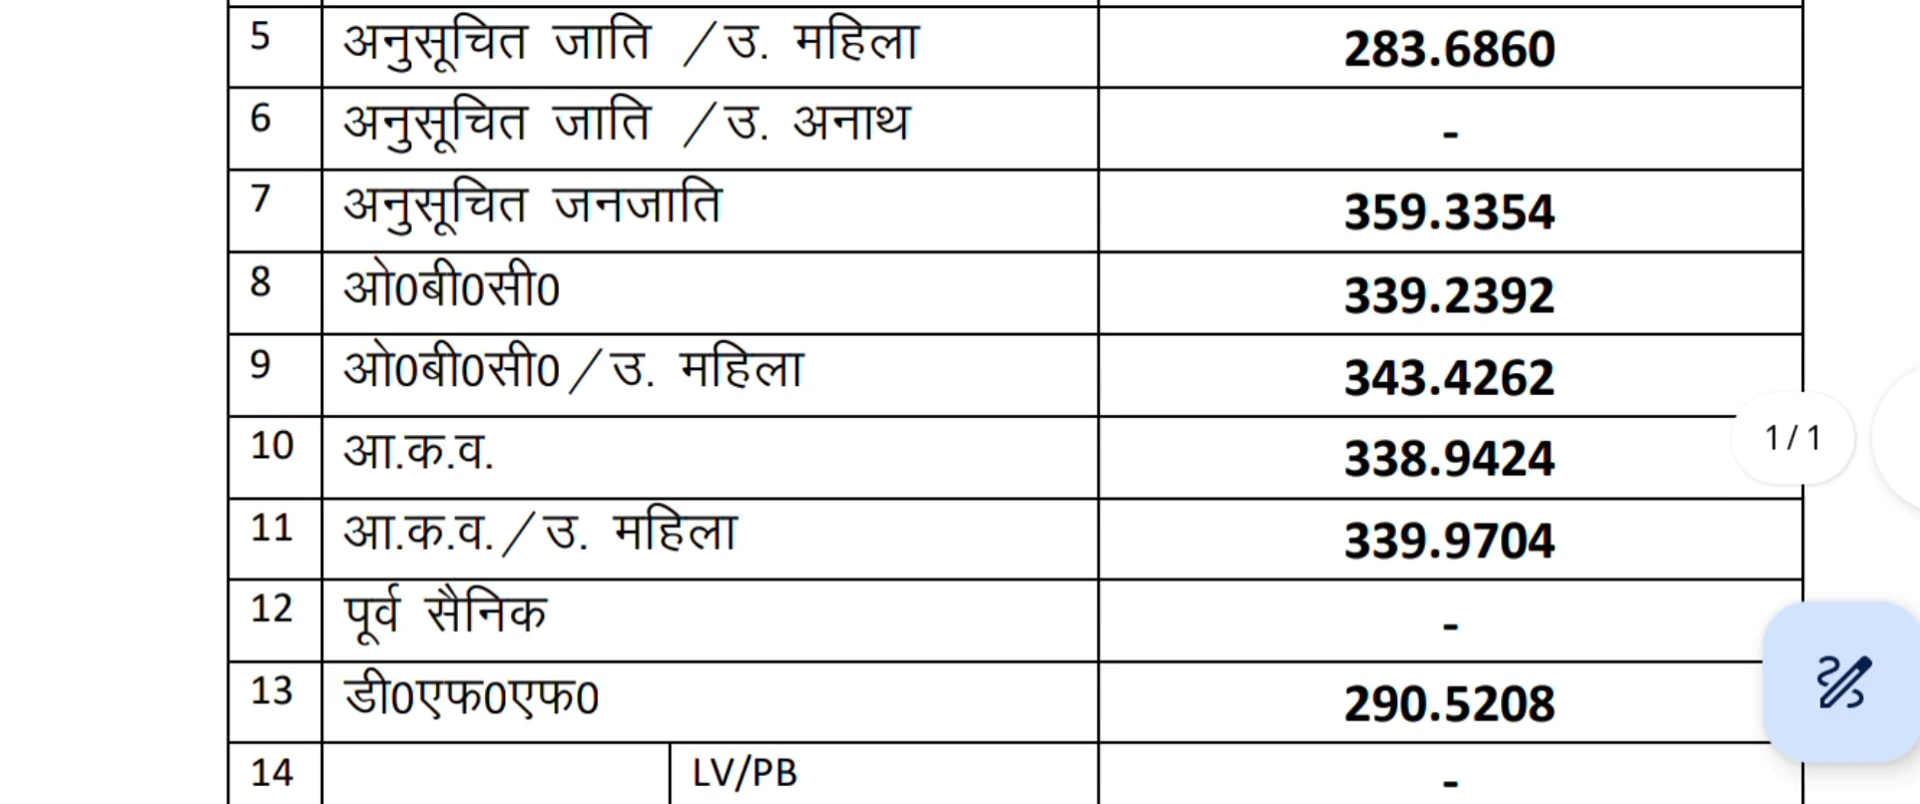 5 अनुसूचित जाति /उ. महिला 283.6860
6 अनुसूचित जाति /उ. अनाथ -
7 अनुसूचित जनजाति 359.3354
8 ओ0बी0सी0 339.2392
9 ओ0बी0सी0/उ. महिला 343.4262
10 आ.क.व. 338.9424
1/1
11 आ.क.व./उ. महिला 339.9704
12 पूर्व सैनिक -
13 डी0एफ0एफ0 290.5208
14 LV/PB -